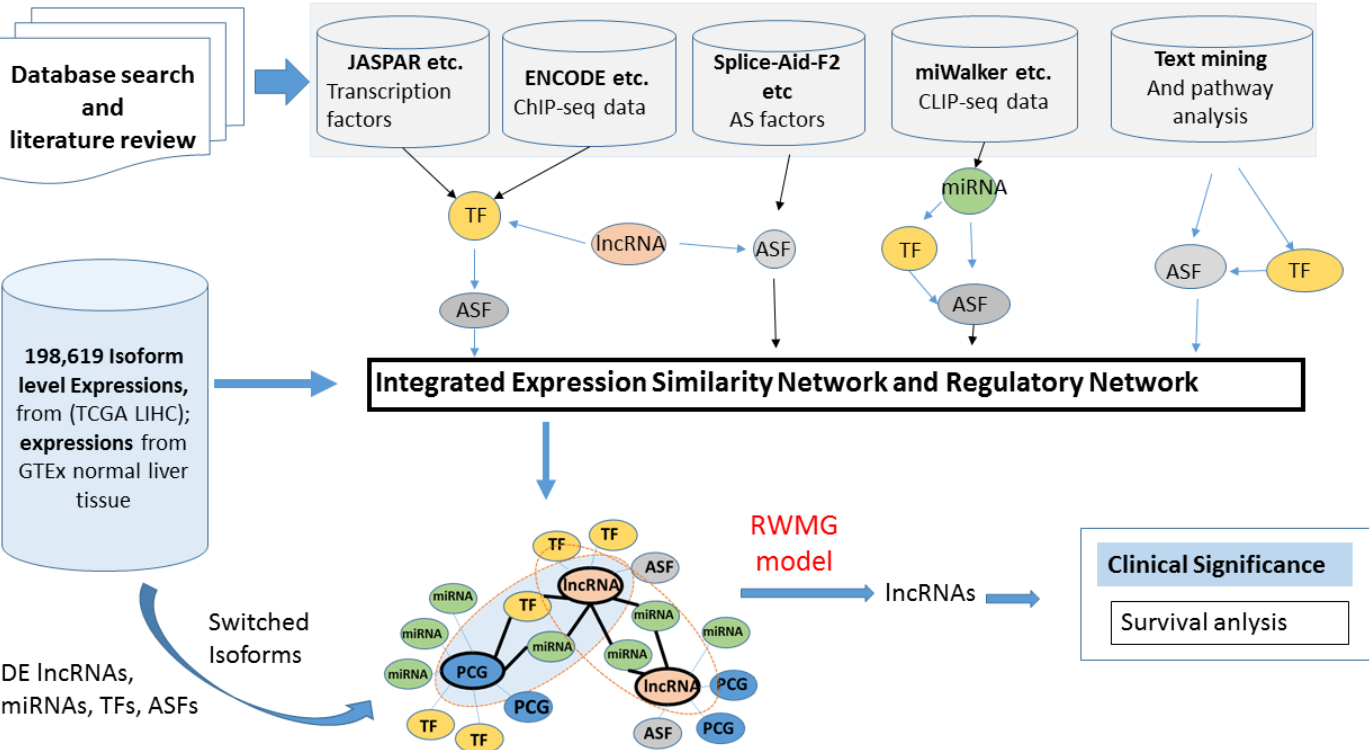 Database search
and
literature review
JASPAR etc.
Transcription
factors
ENCODE etc.
ChIP-seq data
Splice-Aid-F2
etc
AS factors
miWalker etc.
CLIP-seq data
Text mining
And pathway
analysis
TF
lncRNA
ASF
ASF
miRNA
TF
ASF
ASF
TF
198,619 Isoform
level Expressions,
from (TCGA LIHC);
expressions from
GTEx normal liver
tissue
Integrated Expression Similarity Network and Regulatory Network
Switched
Isoforms
DE lncRNAs,
miRNAs, TFs, ASFs
TF
TF
ASF
lncRNA
miRNA
TF
miRNA
miRNA
miRNA
miRNA
miRNA
miRNA
PCG
lncRNA
PCG
PCG
TF
TF
ASF
PCG
RWMG
model
lncRNAs
Clinical Significance
Survival anlysis